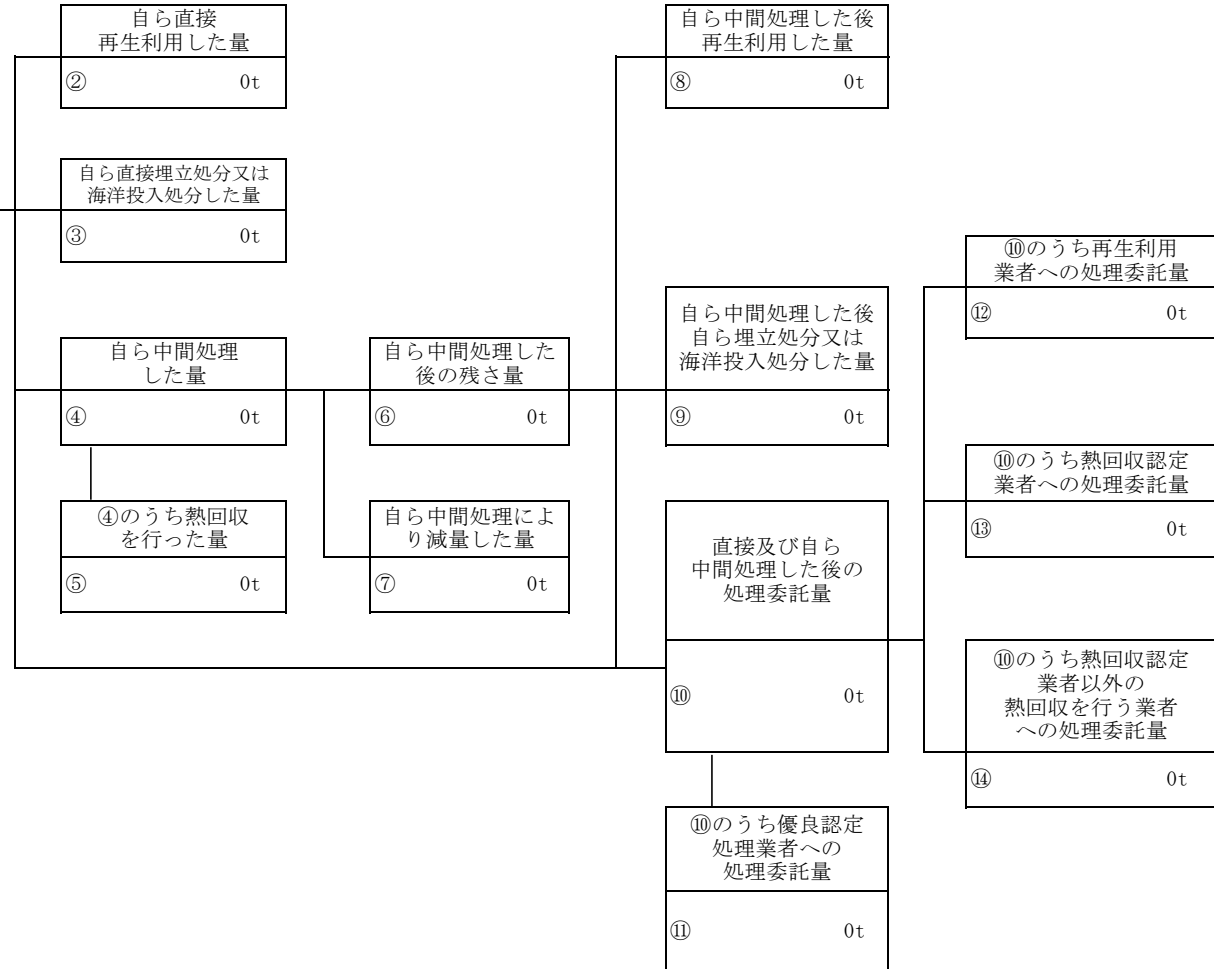 自ら直接
再生利用した量
② 0t
自ら中間処理した後
再生利用した量
⑧ 0t
自ら直接埋立処分又は
海洋投入処分した量
③ 0t
⑩のうち再生利用
業者への処理委託量
⑫ 0t
自ら中間処理
した量
④ 0t
自ら中間処理した
後の残さ量
⑥ 0t
自ら中間処理した後
自ら埋立処分又は
海洋投入処分した量
⑨ 0t
⑩のうち熱回収認定
業者への処理委託量
⑬ 0t
④のうち熱回収
を行った量
⑤ 0t
自ら中間処理によ
り減量した量
⑦ 0t
直接及び自ら
中間処理した後の
処理委託量
⑩ 0t
⑩のうち熱回収認定
業者以外の
熱回収を行う業者
への処理委託量
⑭ 0t
⑩のうち優良認定
処理業者への
処理委託量
⑪ 0t